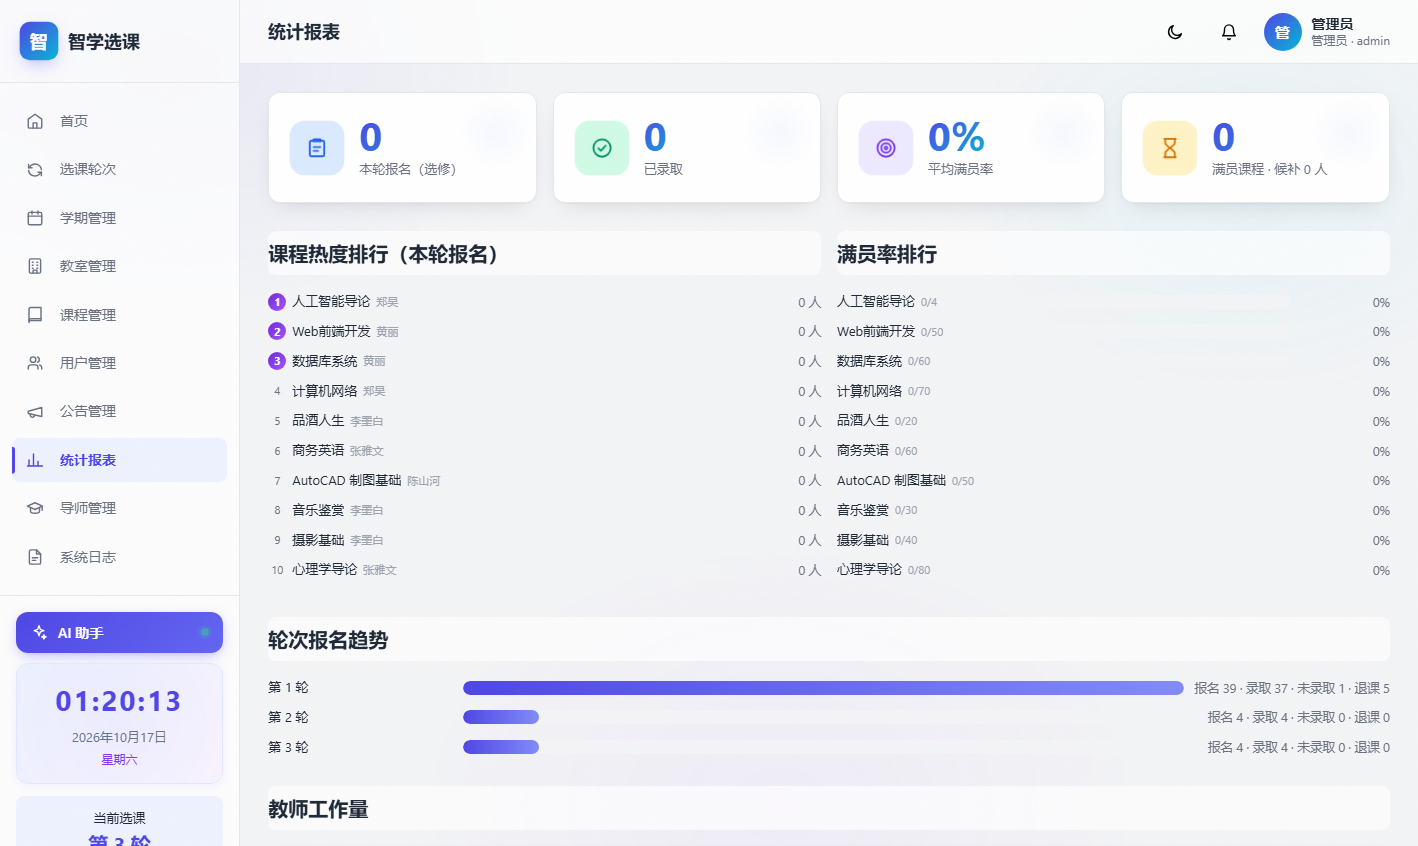 智 智学选课
首页
选课轮次
学期管理
教室管理
课程管理
用户管理
公告管理
统计报表
导师管理
系统日志
AI 助手
01:20:13
2026年10月17日
星期六
当前选课
第 3 轮
统计报表
管
管理员
管理员 · admin
0
本轮报名（选修）
0
已录取
0%
平均满员率
0
满员课程 · 候补 0 人
课程热度排行（本轮报名）
1 人工智能导论 郑昊 0 人
2 Web前端开发 黄丽 0 人
3 数据库系统 黄丽 0 人
4 计算机网络 郑昊 0 人
5 品酒人生 李墨白 0 人
6 商务英语 张雅文 0 人
7 AutoCAD 制图基础 陈山河 0 人
8 音乐鉴赏 李墨白 0 人
9 摄影基础 李墨白 0 人
10 心理学导论 张雅文 0 人
满员率排行
人工智能导论 0/4 0%
Web前端开发 0/50 0%
数据库系统 0/60 0%
计算机网络 0/70 0%
品酒人生 0/20 0%
商务英语 0/60 0%
AutoCAD 制图基础 0/50 0%
音乐鉴赏 0/30 0%
摄影基础 0/40 0%
心理学导论 0/80 0%
轮次报名趋势
第 1 轮 报名 39 · 录取 37 · 未录取 1 · 退课 5
第 2 轮 报名 4 · 录取 4 · 未录取 0 · 退课 0
第 3 轮 报名 4 · 录取 4 · 未录取 0 · 退课 0
教师工作量